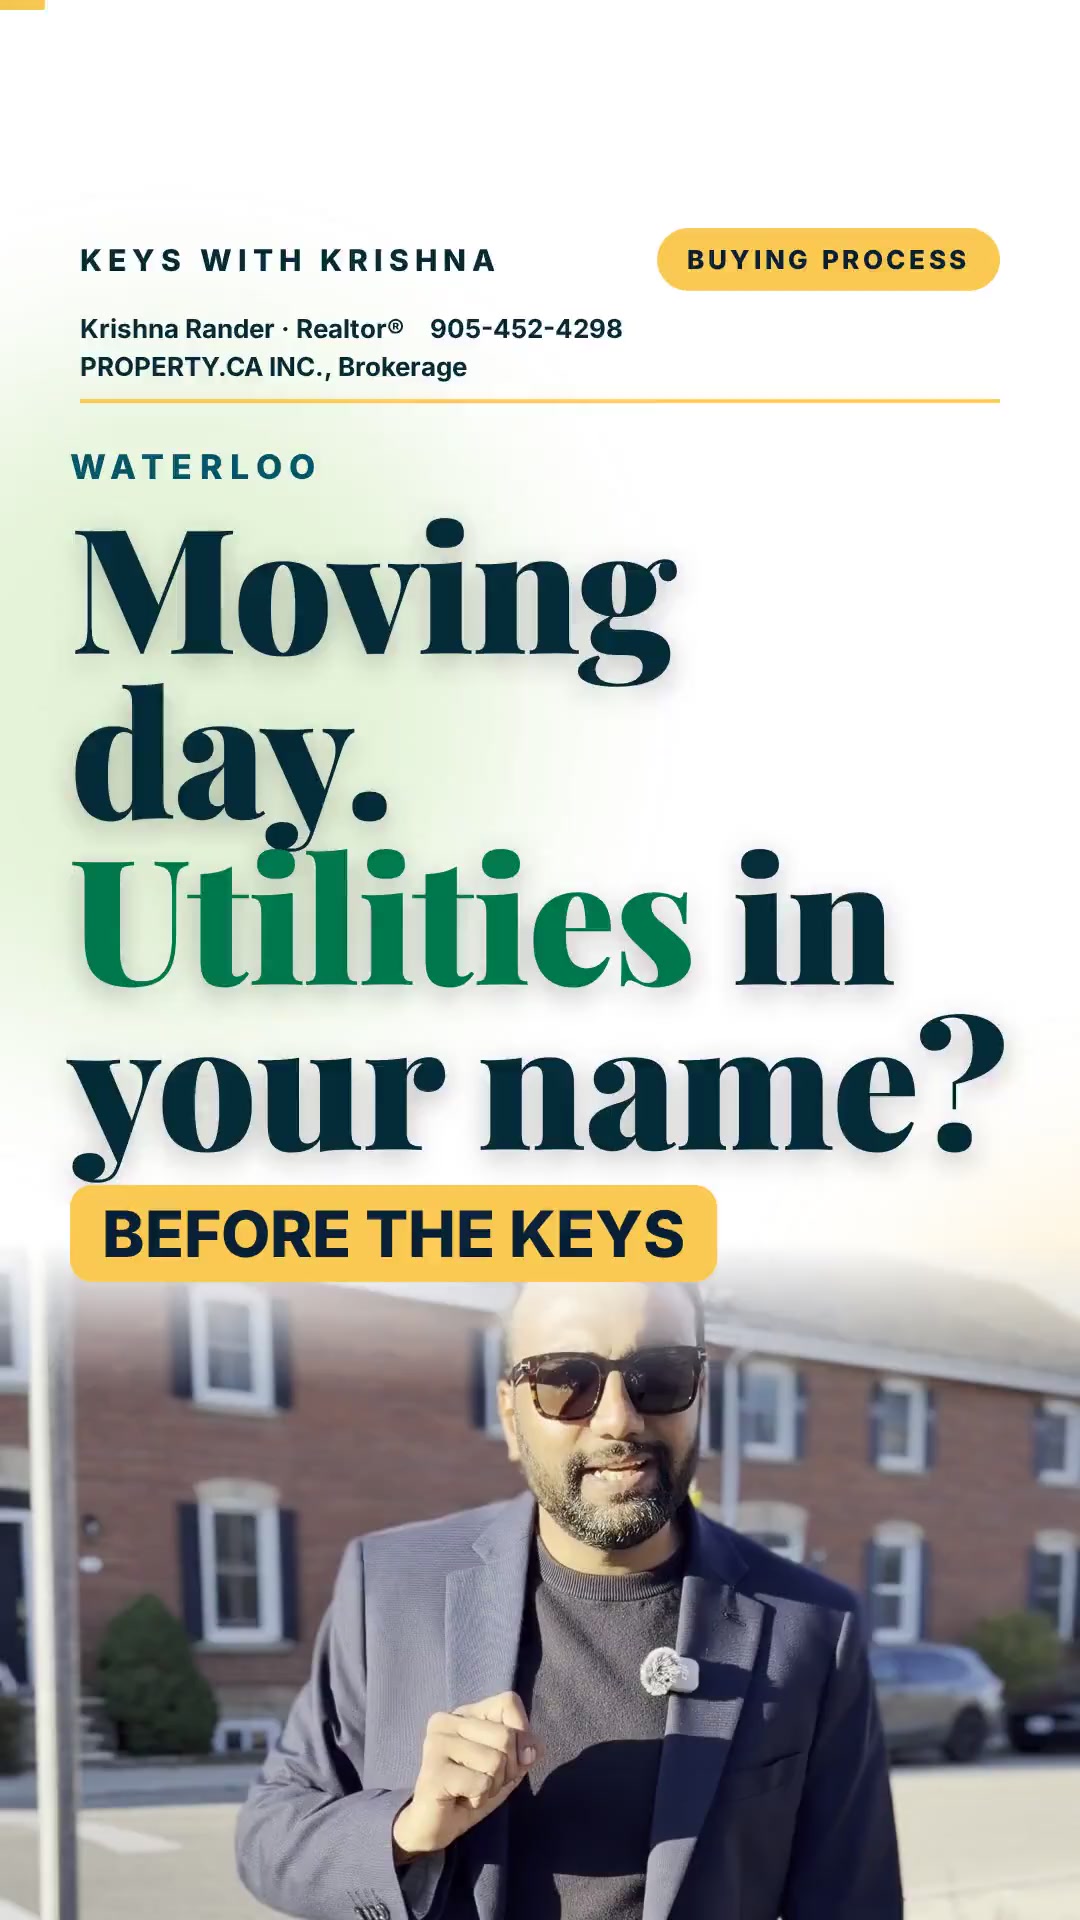 KEYS WITH KRISHNA
BUYING PROCESS
Krishna Rander · Realtor® 905-452-4298
PROPERTY.CA INC., Brokerage
WATERLOO
Moving
day.
Utilities in
your name?
BEFORE THE KEYS